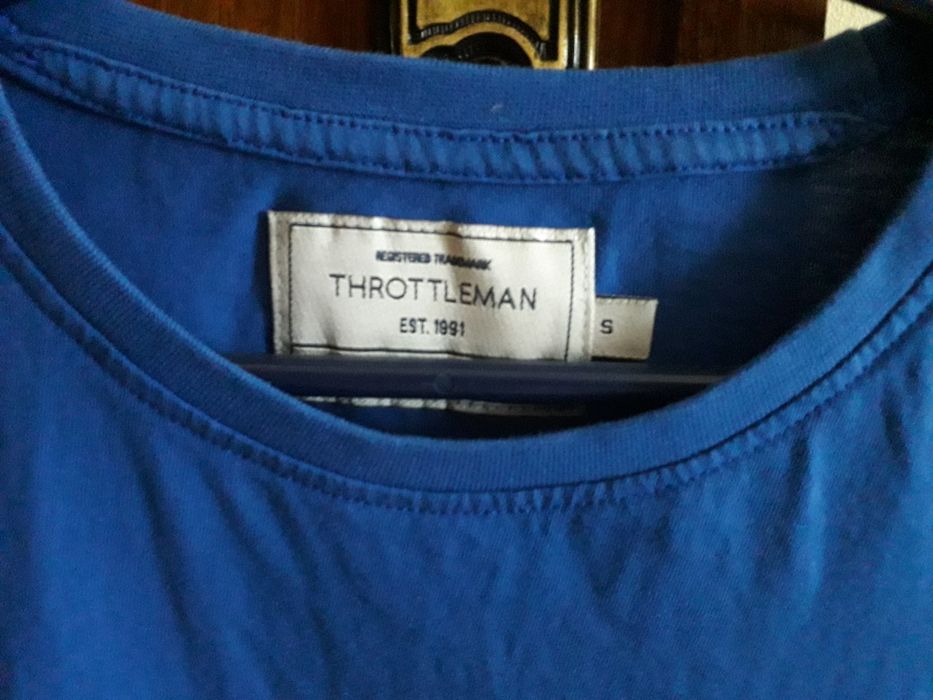 REGISTERED TRADEMARK
THROTTLEMAN
EST. 1991
S